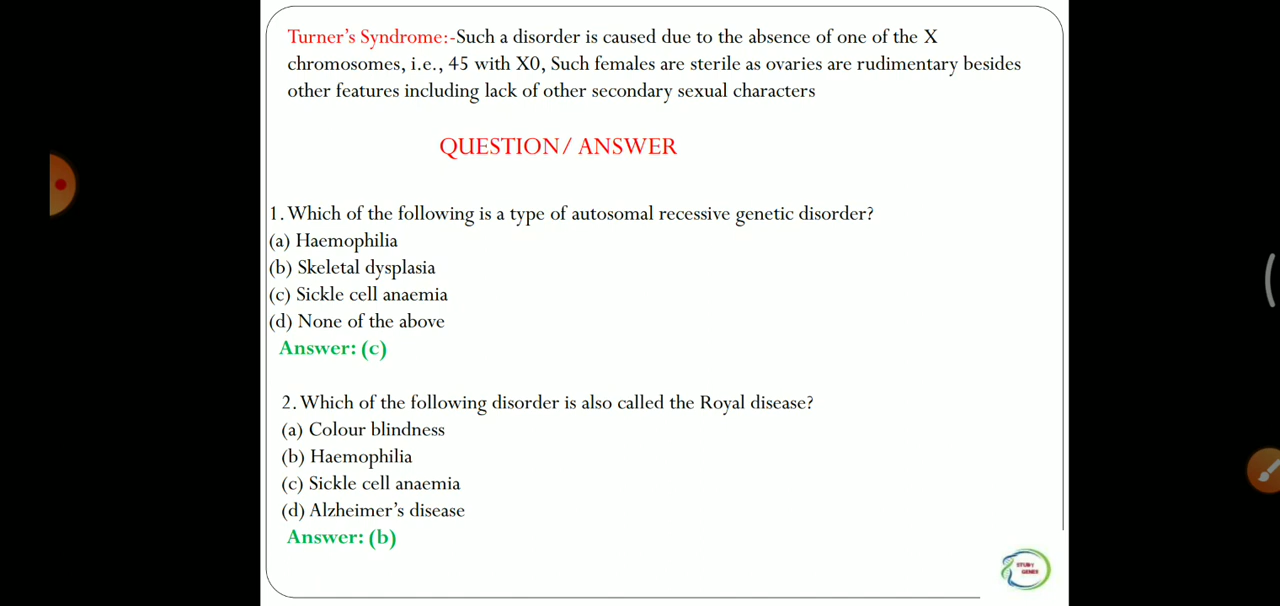 Turner's Syndrome:-Such a disorder is caused due to the absence of one of the X
chromosomes, i.e., 45 with X0, Such females are sterile as ovaries are rudimentary besides
other features including lack of other secondary sexual characters
QUESTION/ ANSWER
1. Which of the following is a type of autosomal recessive genetic disorder?
(a) Haemophilia
(b) Skeletal dysplasia
(c) Sickle cell anaemia
(d) None of the above
Answer: (c)
2. Which of the following disorder is also called the Royal disease?
(a) Colour blindness
(b) Haemophilia
(c) Sickle cell anaemia
(d) Alzheimer's disease
Answer: (b)
STUDY